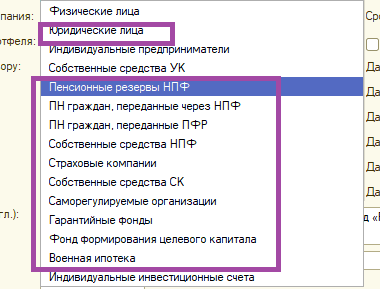 Физические лица
пания:
Юридические лица
Срo
ртфеля:
Индивидуальные предприниматели
ору:
Собственные средства УК
Да
Пенсионные резервы НПФ
Да
ПН граждан, переданные через НПФ
Да
ПН граждан, переданные ПФР
Да
Собственные средства НПФ
Да
Страховые компании
Да
Собственные средства СК
Да
Саморегулируемые организации
гл.):
Гарантийные фонды
д «
Фонд формирования целевого капитала
Военная ипотека
Индивидуальные инвестиционные счета